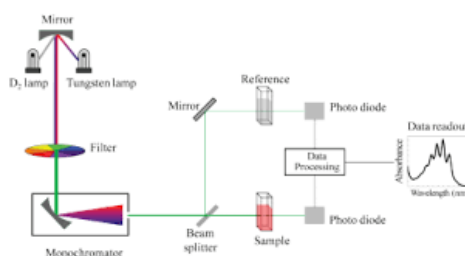 Mirror
D₂ lamp
Tungsten lamp
Filter
Monochromator
Mirror
Reference
Beam
splitter
Sample
Photo diode
Data
Processing
Photo diode
Data readout
Absorbance
Wavelength (nm)